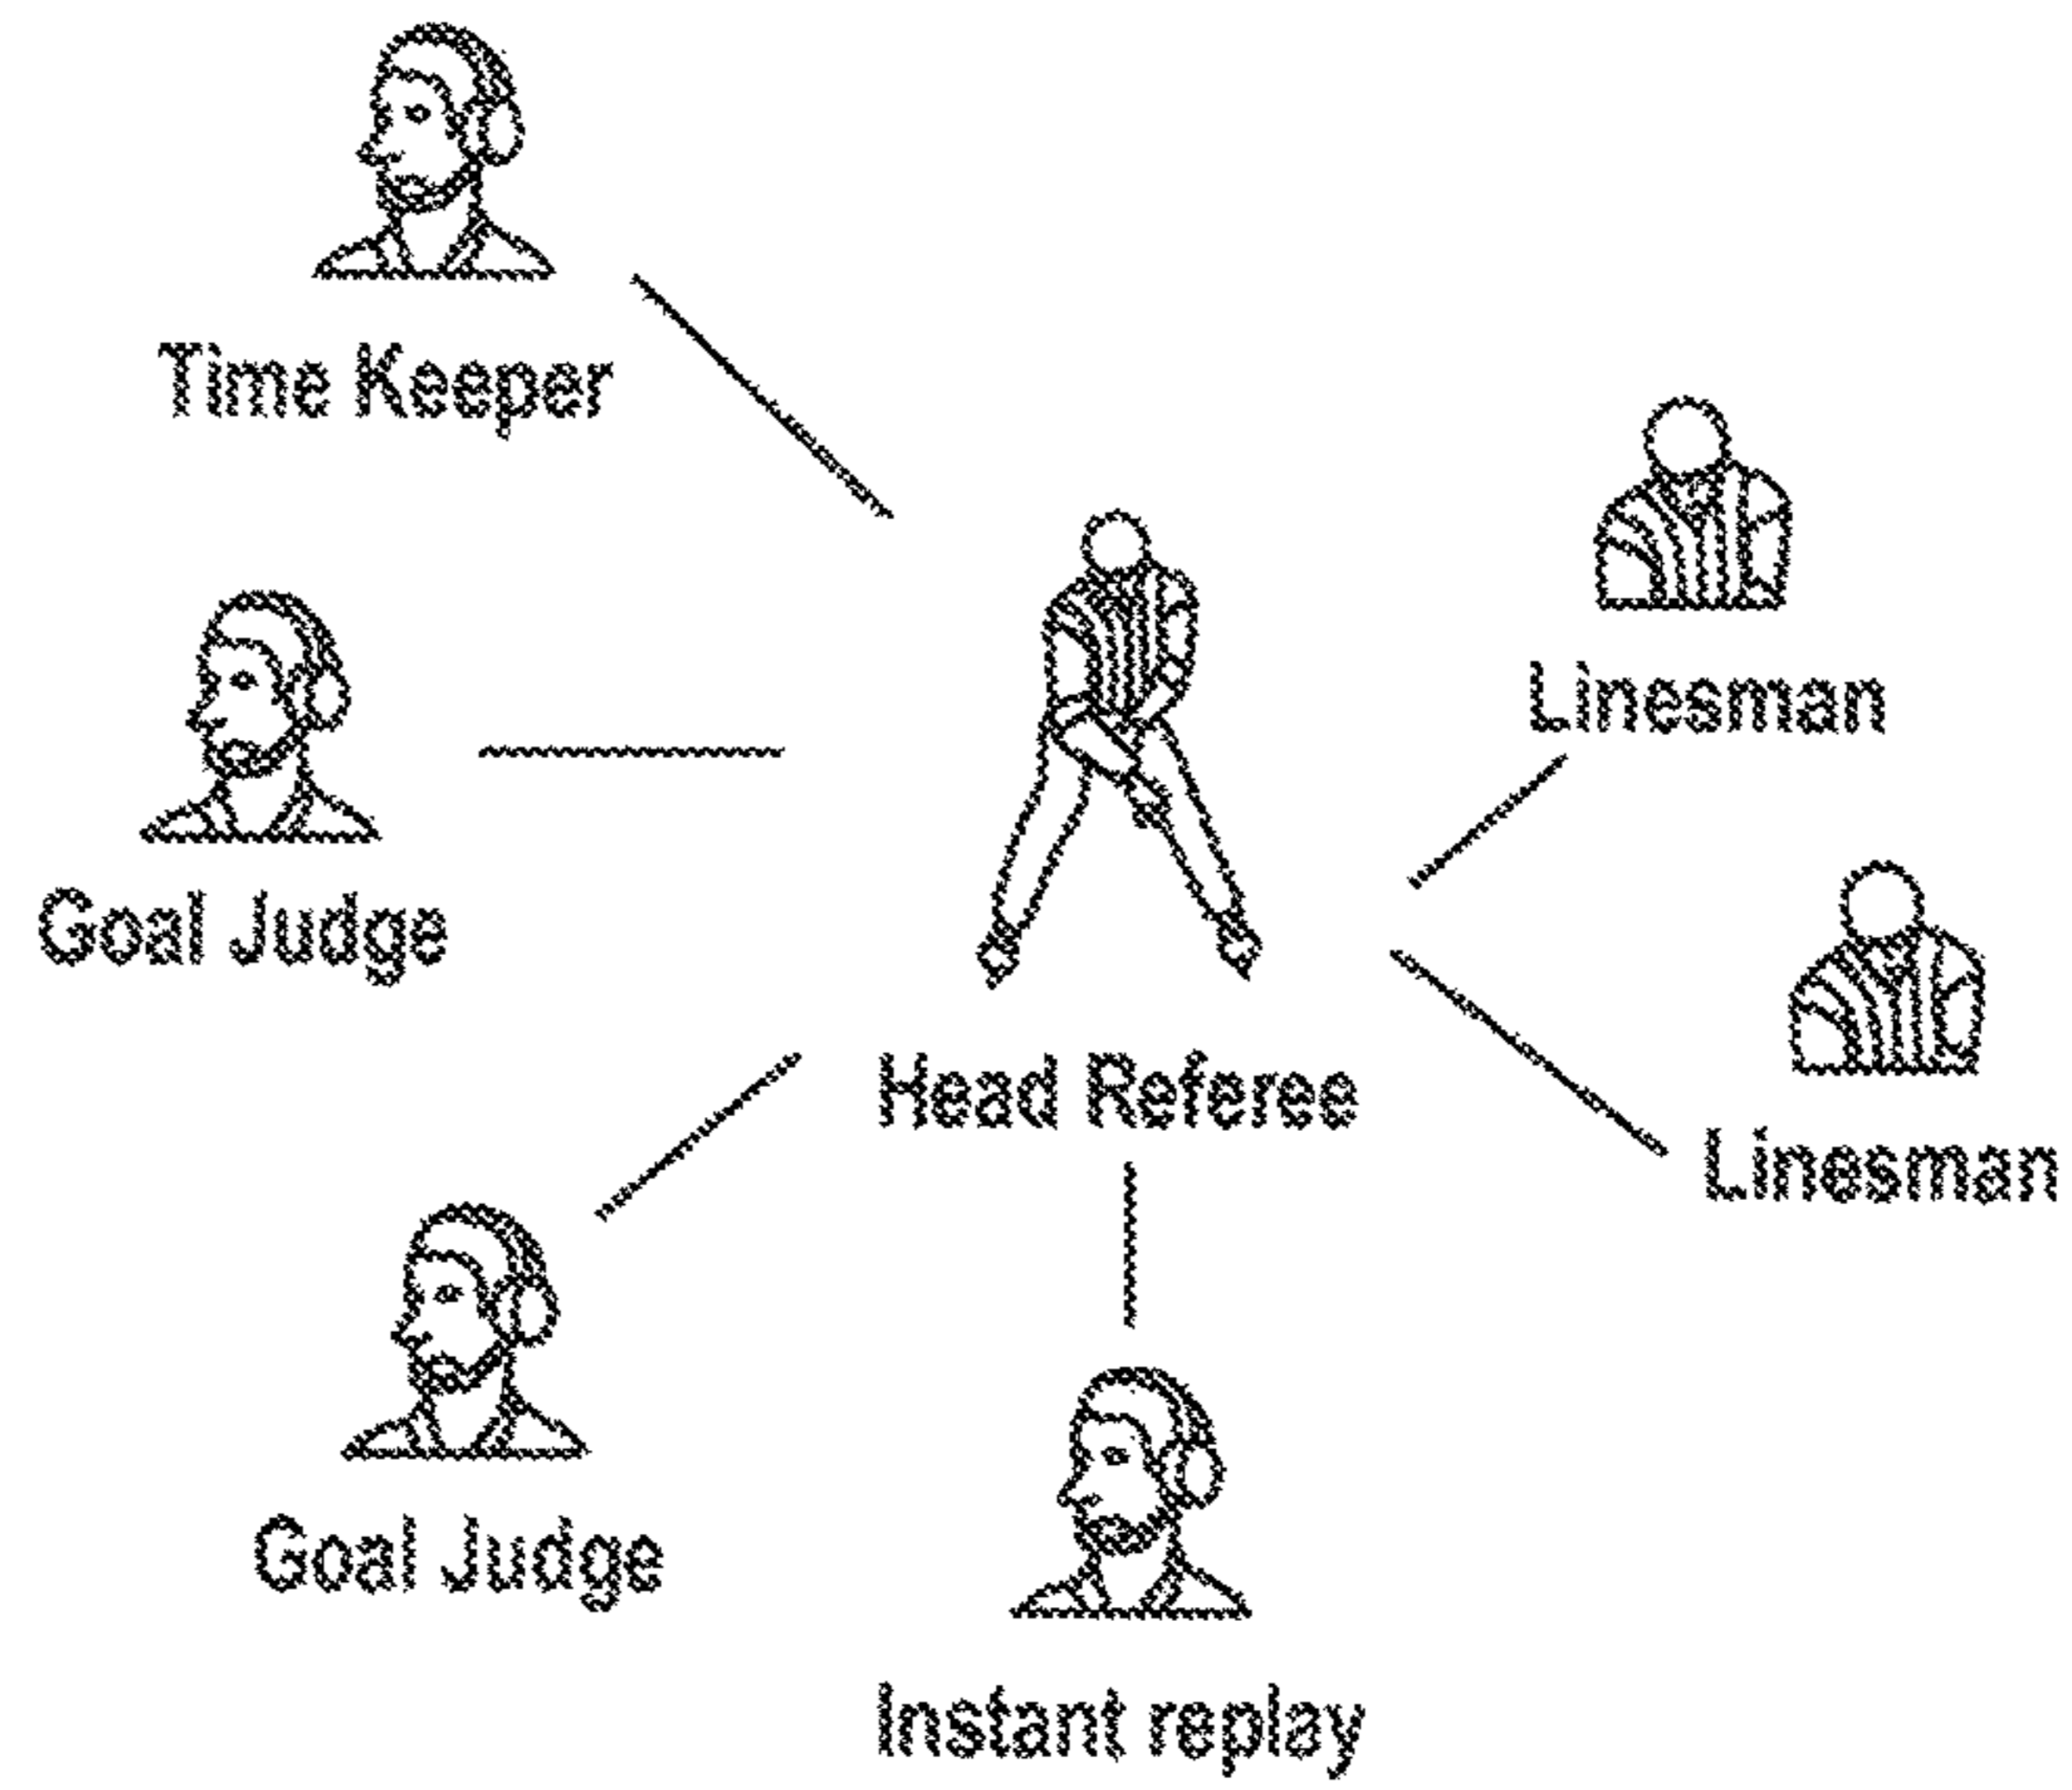 Time Keeper
Linesman
Goal Judge
Head Referee
Linesman
Goal Judge
Instant replay